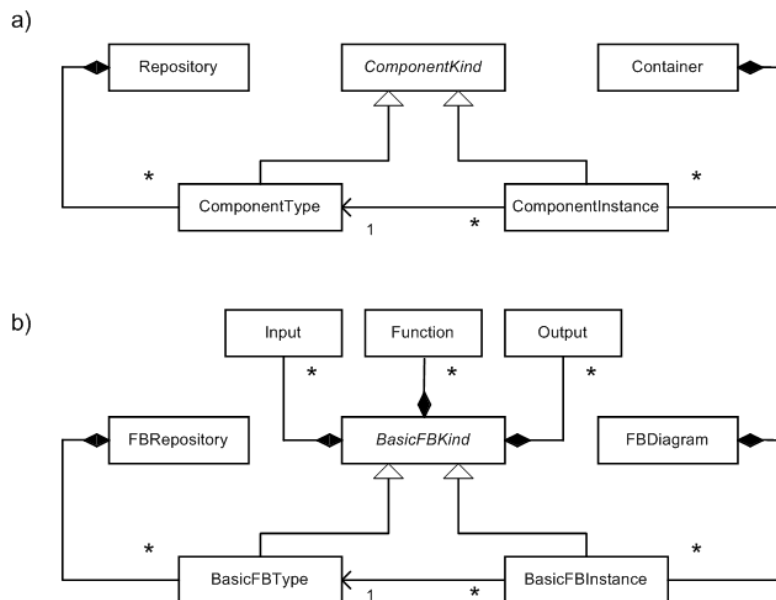 a)
Repository
ComponentKind
Container
*
*
ComponentType
ComponentInstance
1
*
b)
Input
Function
Output
*
*
*
FBRepository
BasicFBKind
FBDiagram
*
*
BasicFBType
BasicFBInstance
1
*